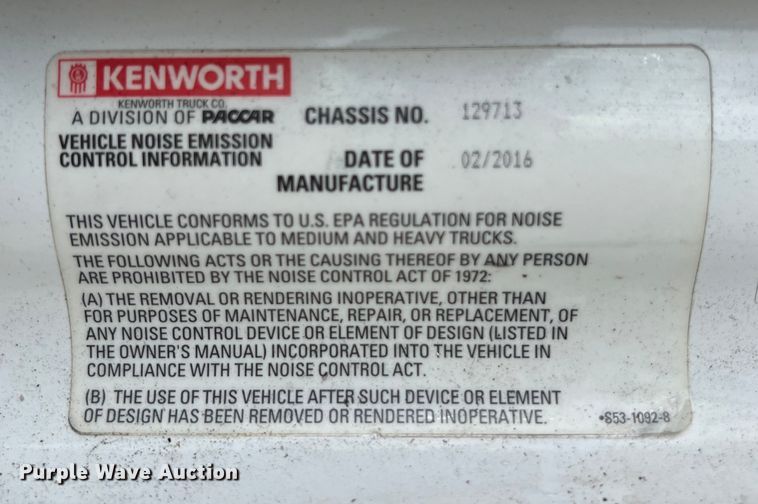 KENWORTH
KENWORTH TRUCK CO.
A DIVISION OF PACCAR
CHASSIS NO. 129713
VEHICLE NOISE EMISSION
CONTROL INFORMATION
DATE OF 02/2016
MANUFACTURE
THIS VEHICLE CONFORMS TO U.S. EPA REGULATION FOR NOISE
EMISSION APPLICABLE TO MEDIUM AND HEAVY TRUCKS.
THE FOLLOWING ACTS OR THE CAUSING THEREOF BY ANY PERSON
ARE PROHIBITED BY THE NOISE CONTROL ACT OF 1972:
(A) THE REMOVAL OR RENDERING INOPERATIVE, OTHER THAN
FOR PURPOSES OF MAINTENANCE, REPAIR, OR REPLACEMENT, OF
ANY NOISE CONTROL DEVICE OR ELEMENT OF DESIGN (LISTED IN
THE OWNER'S MANUAL) INCORPORATED INTO THE VEHICLE IN
COMPLIANCE WITH THE NOISE CONTROL ACT.
(B) THE USE OF THIS VEHICLE AFTER SUCH DEVICE OR ELEMENT
OF DESIGN HAS BEEN REMOVED OR RENDERED INOPERATIVE.
•S53-1092-8
Purple Wave Auction